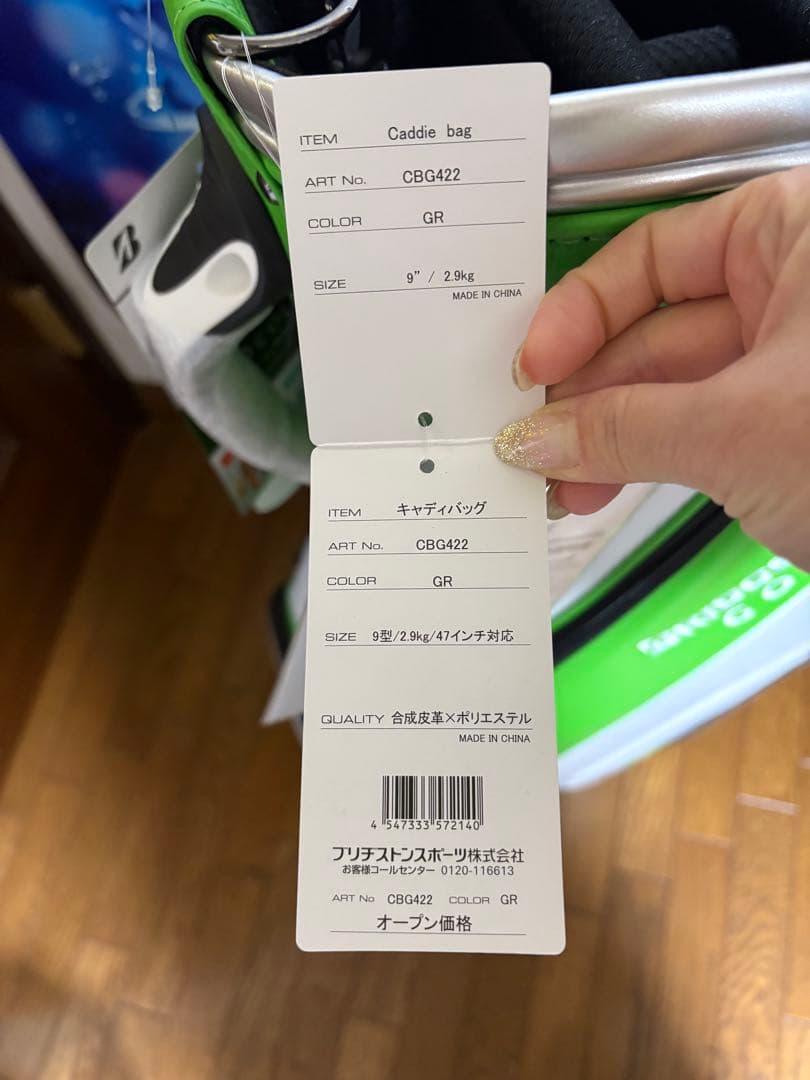 ITEM Caddie bag
ART No. CBG422
COLOR GR
SIZE 9” / 2.9kg
MADE IN CHINA
ITEM キャディバッグ
ART No. CBG422
COLOR GR
SIZE 9型/2.9kg/47インチ対応
QUALITY 合成皮革×ポリエステル
MADE IN CHINA
4 547333 572140
ブリヂストンスポーツ株式会社
お客様コールセンター 0120-116613
ART No CBG422 COLOR GR
オープン価格
B